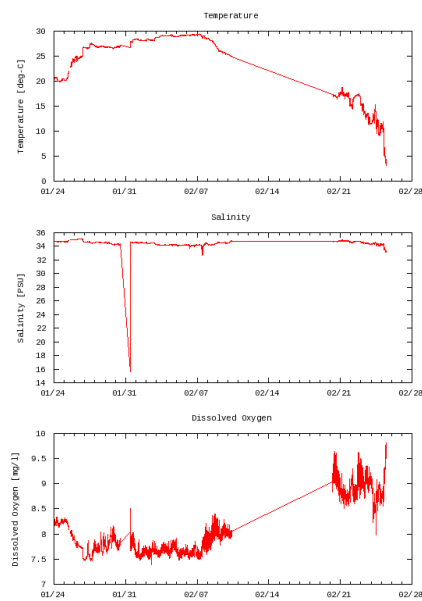 Temperature
30
25
20
15
10
5
0
Temperature [deg-C]
01/24 01/31 02/07 02/14 02/21 02/28
Salinity
36
34
32
30
28
26
24
22
20
18
16
14
Salinity [PSU]
01/24 01/31 02/07 02/14 02/21 02/28
Dissolved Oxygen
10
9.5
9
8.5
8
7.5
7
Dissolved Oxygen [mg/l]
01/24 01/31 02/07 02/14 02/21 02/28